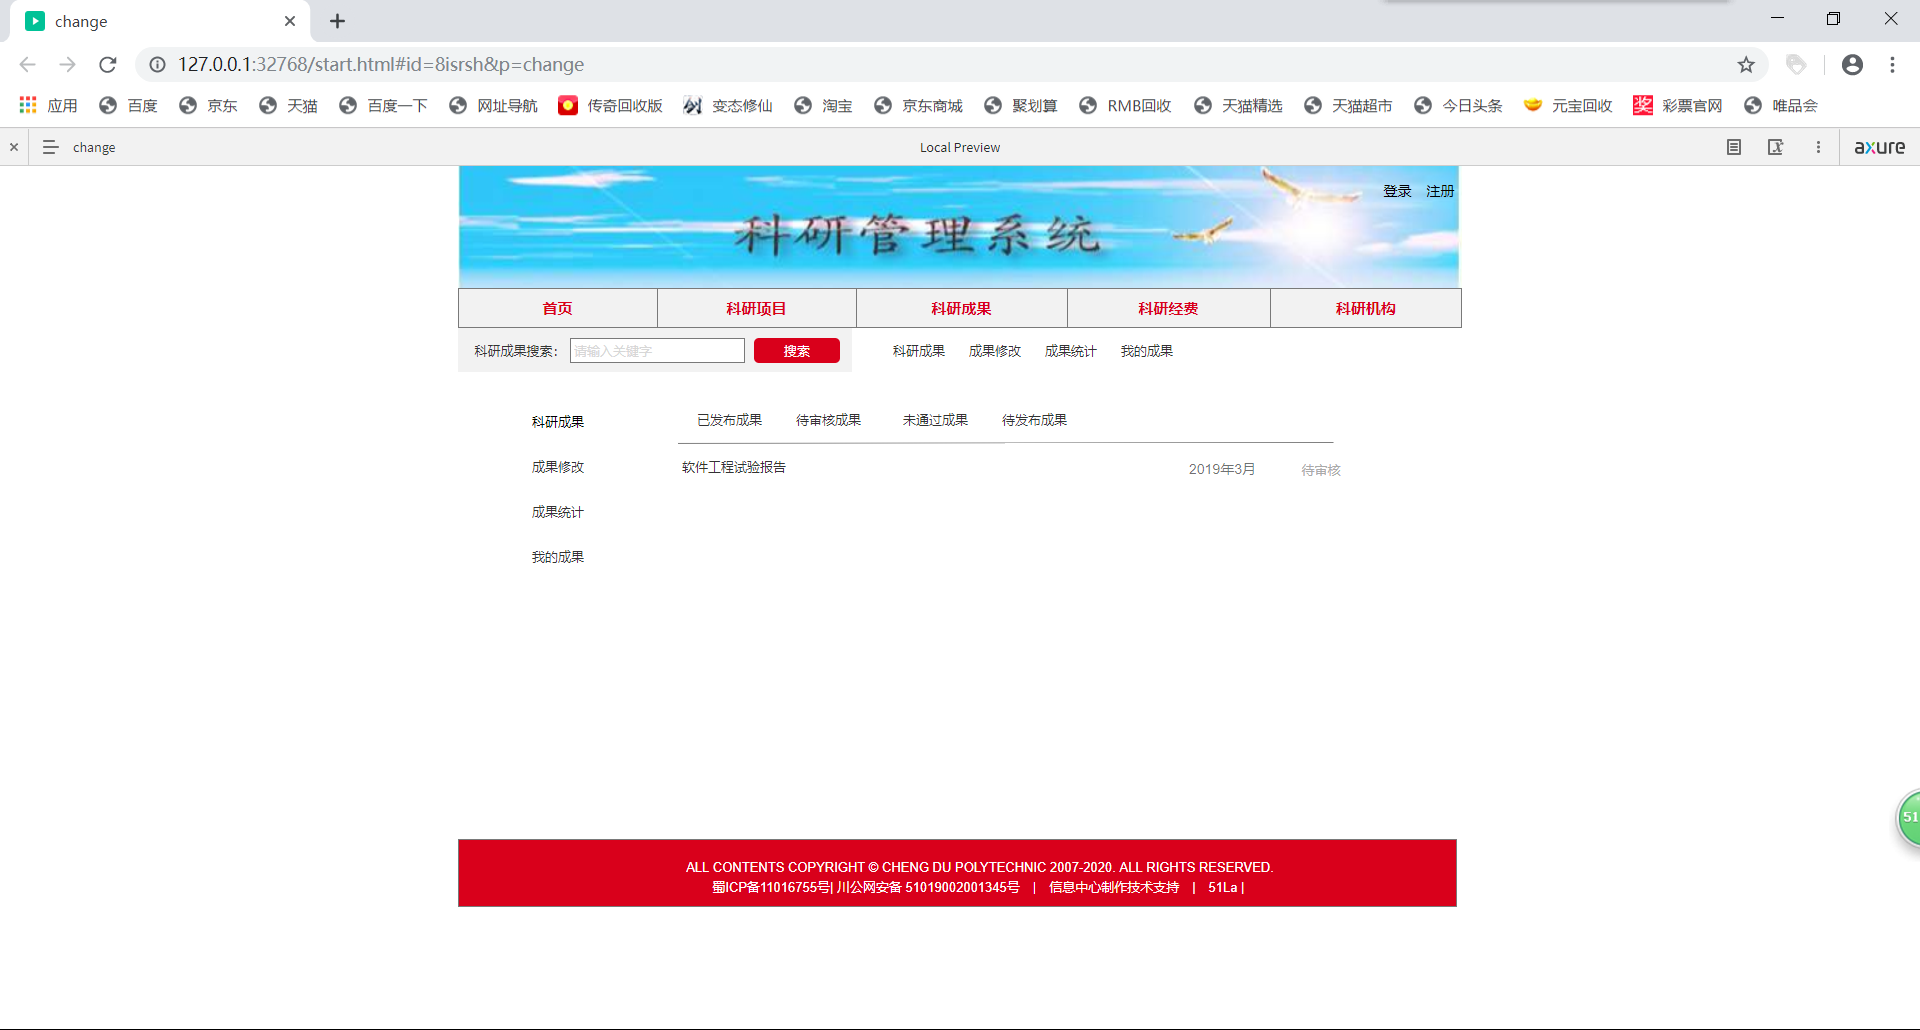 change
127.0.0.1:32768/start.html#id=8isrsh&p=change
应用 百度 京东 天猫 百度一下 网址导航 传奇回收版 变态修仙 淘宝 京东商城 聚划算 RMB回收 天猫精选 天猫超市 今日头条 元宝回收 奖 彩票官网 唯品会
change Local Preview axure
登录 注册
科研管理系统
首页 科研项目 科研成果 科研经费 科研机构
科研成果搜索： 请输入关键字 搜索 科研成果 成果修改 成果统计 我的成果
科研成果 已发布成果 待审核成果 未通过成果 待发布成果
成果修改 软件工程试验报告 2019年3月 待审核
成果统计
我的成果
51
ALL CONTENTS COPYRIGHT © CHENG DU POLYTECHNIC 2007-2020. ALL RIGHTS RESERVED.
蜀ICP备11016755号| 川公网安备 51019002001345号 | 信息中心制作技术支持 | 51La |